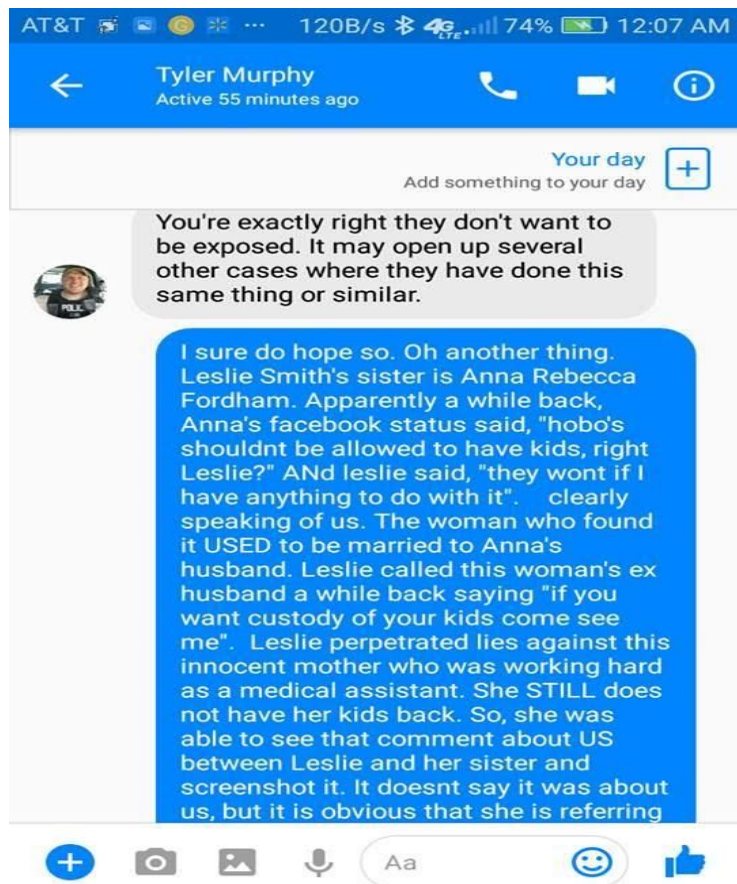 AT&T ... 120B/s 4G LTE 74% 12:07 AM
Tyler Murphy
Active 55 minutes ago
Your day
Add something to your day
You're exactly right they don't want to
be exposed. It may open up several
other cases where they have done this
same thing or similar.
POLI
I sure do hope so. Oh another thing.
Leslie Smith's sister is Anna Rebecca
Fordham. Apparently a while back,
Anna's facebook status said, "hobo's
shouldnt be allowed to have kids, right
Leslie?" ANd leslie said, "they wont if I
have anything to do with it".    clearly
speaking of us. The woman who found
it USED to be married to Anna's
husband. Leslie called this woman's ex
husband a while back saying "if you
want custody of your kids come see
me".  Leslie perpetrated lies against this
innocent mother who was working hard
as a medical assistant. She STILL does
not have her kids back. So, she was
able to see that comment about US
between Leslie and her sister and
screenshot it. It doesnt say it was about
us, but it is obvious that she is referring
Aa